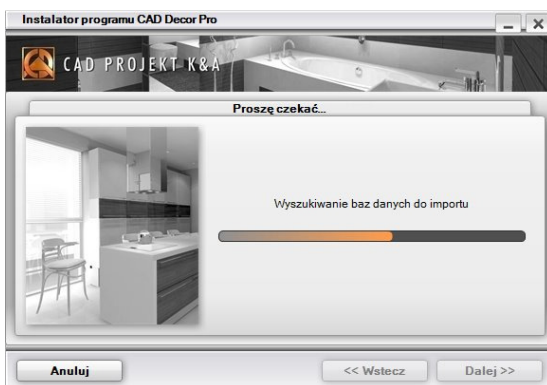 Instalator programu CAD Decor Pro
CAD PROJEKT K&A
Proszę czekać...
Wyszukiwanie baz danych do importu
Anuluj
<< Wstecz
Dalej >>